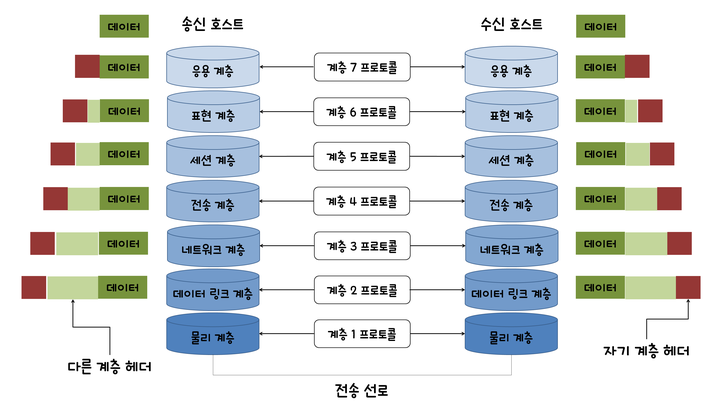 데이터
송신 호스트
수신 호스트
데이터
데이터
응용 계층
계층 7 프로토콜
응용 계층
데이터
데이터
표현 계층
계층 6 프로토콜
표현 계층
데이터
데이터
세션 계층
계층 5 프로토콜
세션 계층
데이터
데이터
전송 계층
계층 4 프로토콜
전송 계층
데이터
데이터
네트워크 계층
계층 3 프로토콜
네트워크 계층
데이터
데이터
데이터 링크 계층
계층 2 프로토콜
데이터 링크 계층
데이터
물리 계층
계층 1 프로토콜
물리 계층
다른 계층 헤더
자기 계층 헤더
전송 선로